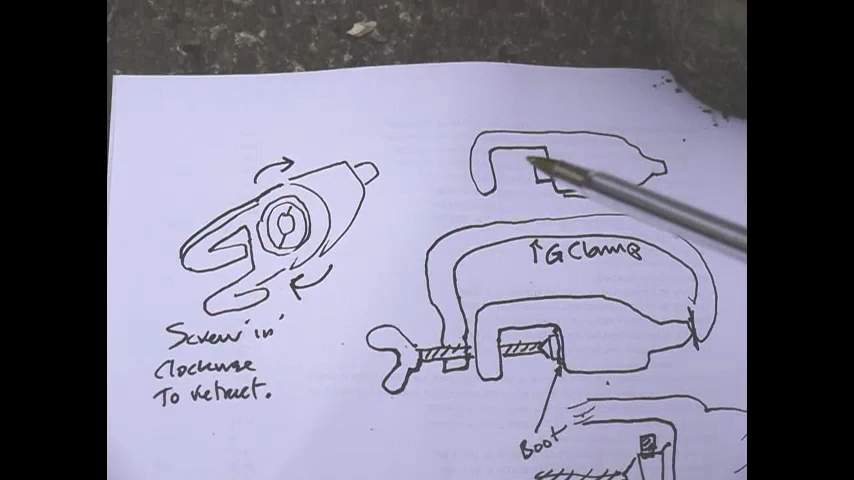 Screw 'in'
Clockwise
To retract.
G Clamp
Boot